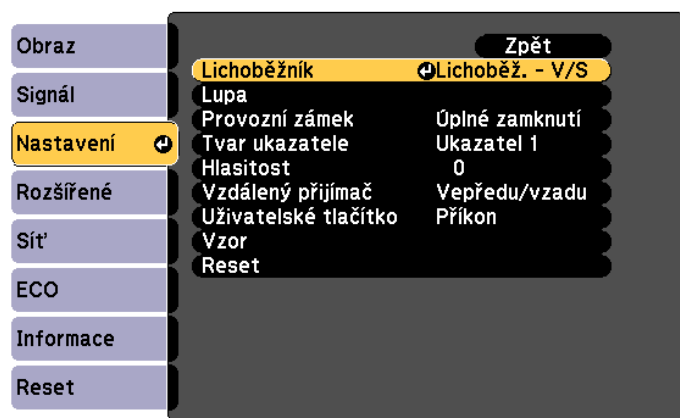 Obraz
Signál
Nastavení
Rozšířené
Síť
ECO
Informace
Reset
Zpět
Lichoběžník Lichoběž. - V/S
Lupa
Provozní zámek Úplné zamknutí
Tvar ukazatele Ukazatel 1
Hlasitost 0
Vzdálený přijímač Vepředu/vzadu
Uživatelské tlačítko Příkon
Vzor
Reset